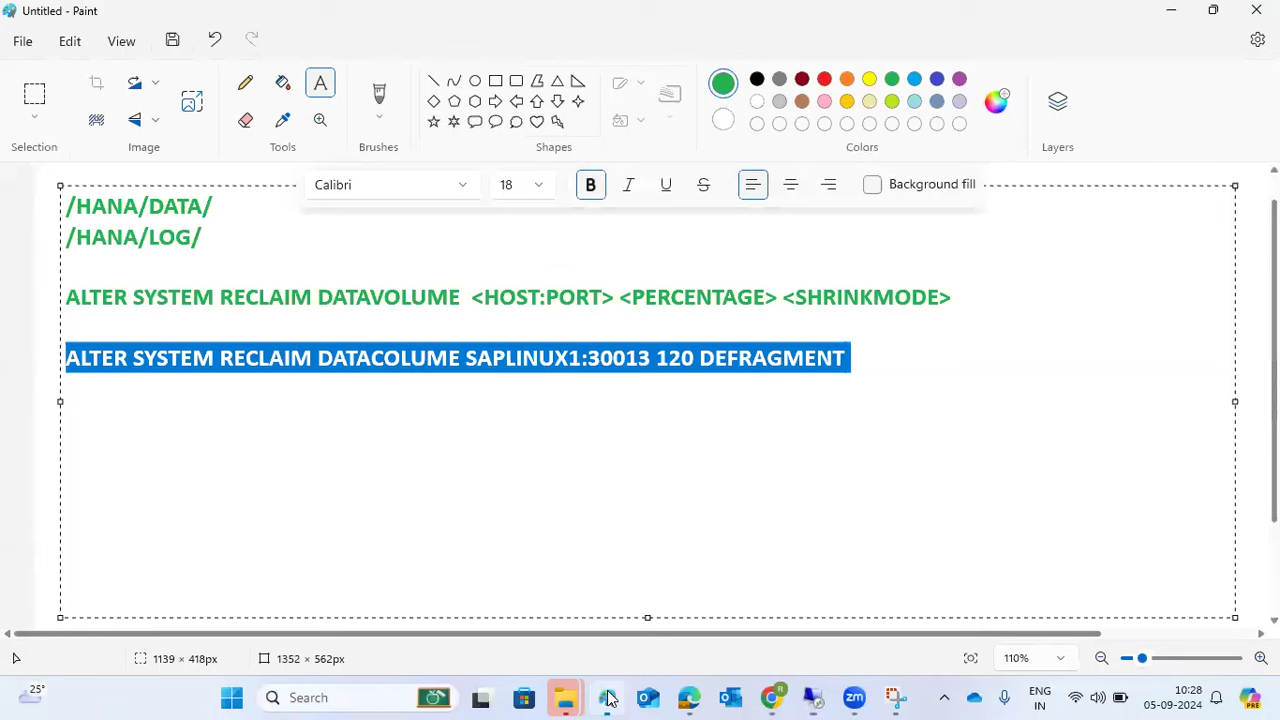 Untitled - Paint
File Edit View
Selection Image Tools Brushes Shapes Colors Layers
Calibri 18 B I U S Background fill
/HANA/DATA/
/HANA/LOG/
ALTER SYSTEM RECLAIM DATAVOLUME <HOST:PORT> <PERCENTAGE> <SHRINKMODE>
ALTER SYSTEM RECLAIM DATACOLUME SAPLINUX1:30013 120 DEFRAGMENT
1139 × 418px 1352 × 562px 110%
25° Search zm ENG 10:28
IN 05-09-2024 PRE